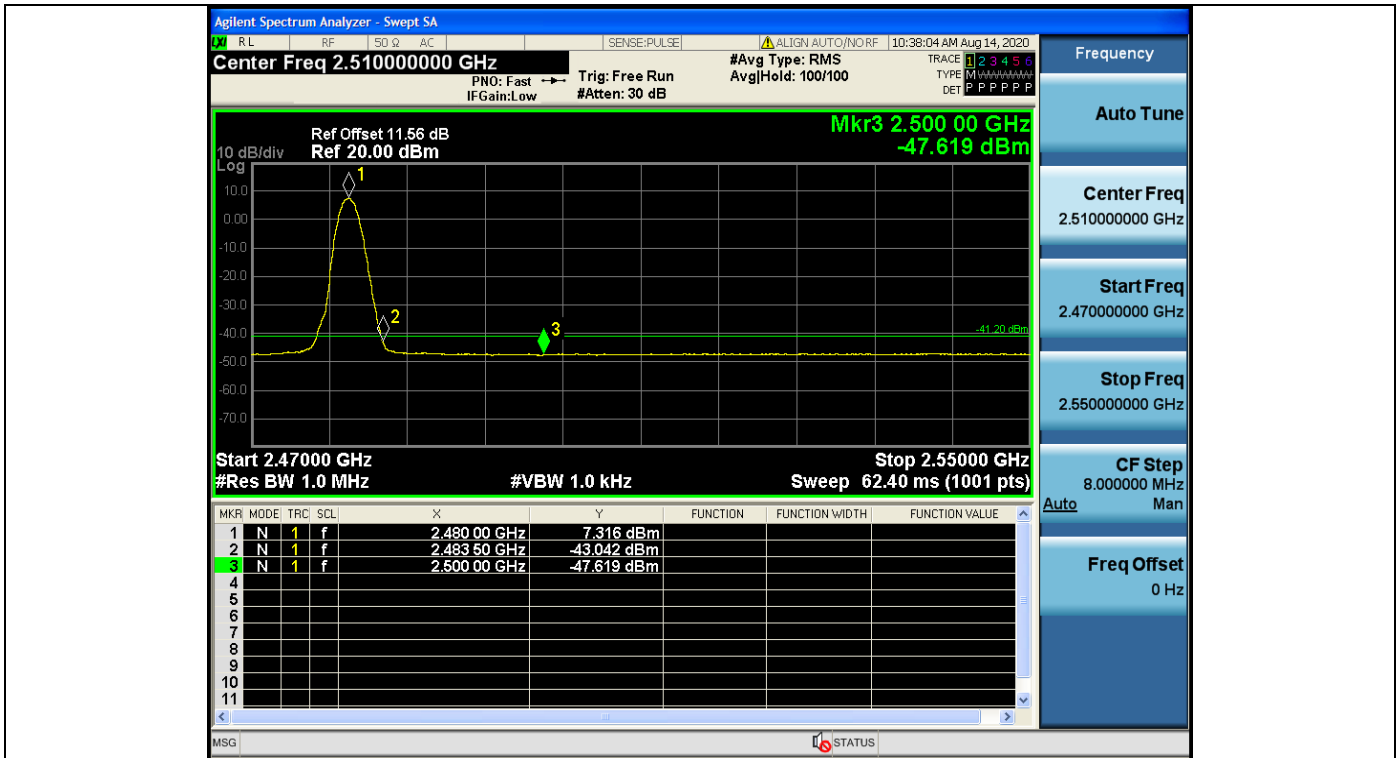 Agilent Spectrum Analyzer - Swept SA
LXI RL RF 50 Ω AC SENSE:PULSE ALIGN AUTO/NO RF 10:38:04 AM Aug 14, 2020
Center Freq 2.510000000 GHz
PNO: Fast
IFGain:Low
Trig: Free Run
#Atten: 30 dB
#Avg Type: RMS
Avg|Hold: 100/100
TRACE 1 2 3 4 5 6
TYPE M
DET P P P P P P
Mkr3 2.500 00 GHz
-47.619 dBm
Ref Offset 11.56 dB
10 dB/div Ref 20.00 dBm
Log
10.0
0.00
-10.0
-20.0
-30.0
-40.0
-50.0
-60.0
-70.0
1
2
3
-41.20 dBm
Start 2.47000 GHz Stop 2.55000 GHz
#Res BW 1.0 MHz #VBW 1.0 kHz Sweep 62.40 ms (1001 pts)
MKR MODE TRC SCL X Y FUNCTION FUNCTION WIDTH FUNCTION VALUE
1 N 1 f 2.480 00 GHz 7.316 dBm
2 N 1 f 2.483 50 GHz -43.042 dBm
3 N 1 f 2.500 00 GHz -47.619 dBm
4
5
6
7
8
9
10
11
MSG STATUS
Frequency
Auto Tune
Center Freq
2.510000000 GHz
Start Freq
2.470000000 GHz
Stop Freq
2.550000000 GHz
CF Step
8.000000 MHz
Auto Man
Freq Offset
0 Hz